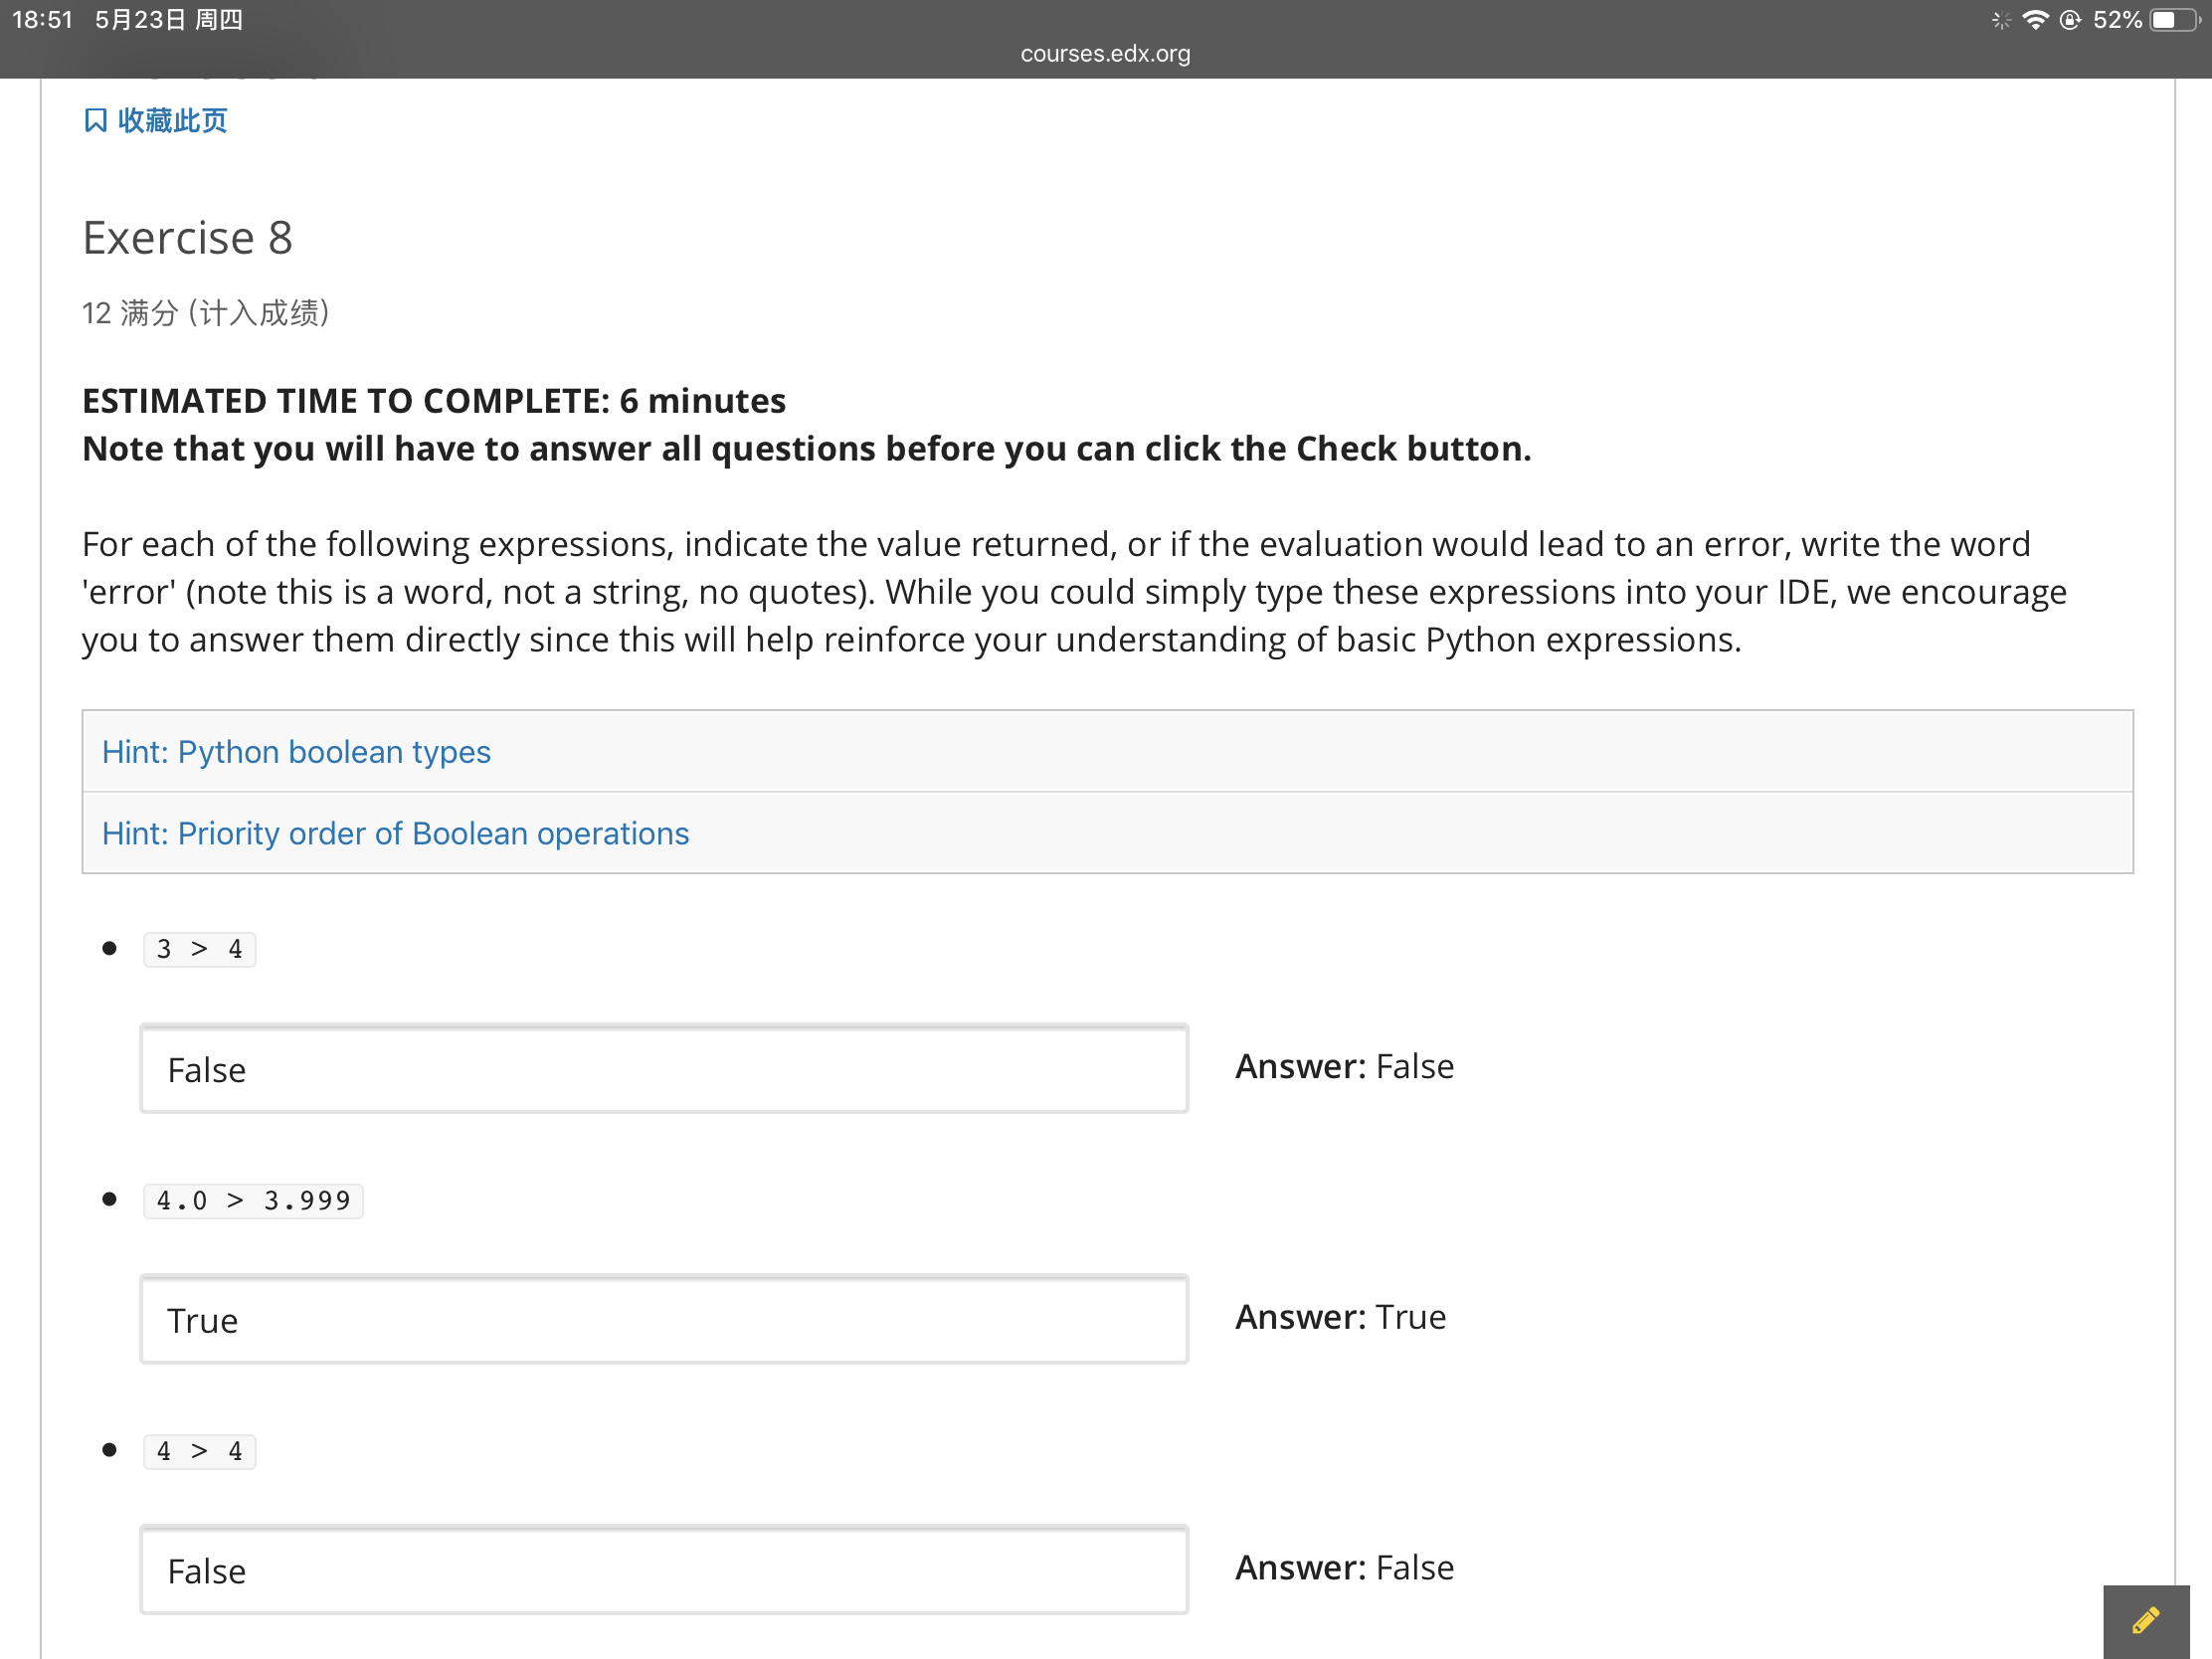 18:51 5月23日 周四
52%
courses.edx.org
收藏此页
Exercise 8
12 满分 (计入成绩)
ESTIMATED TIME TO COMPLETE: 6 minutes
Note that you will have to answer all questions before you can click the Check button.
For each of the following expressions, indicate the value returned, or if the evaluation would lead to an error, write the word
'error' (note this is a word, not a string, no quotes). While you could simply type these expressions into your IDE, we encourage
you to answer them directly since this will help reinforce your understanding of basic Python expressions.
Hint: Python boolean types
Hint: Priority order of Boolean operations
3 > 4
False
Answer: False
4.0 > 3.999
True
Answer: True
4 > 4
False
Answer: False